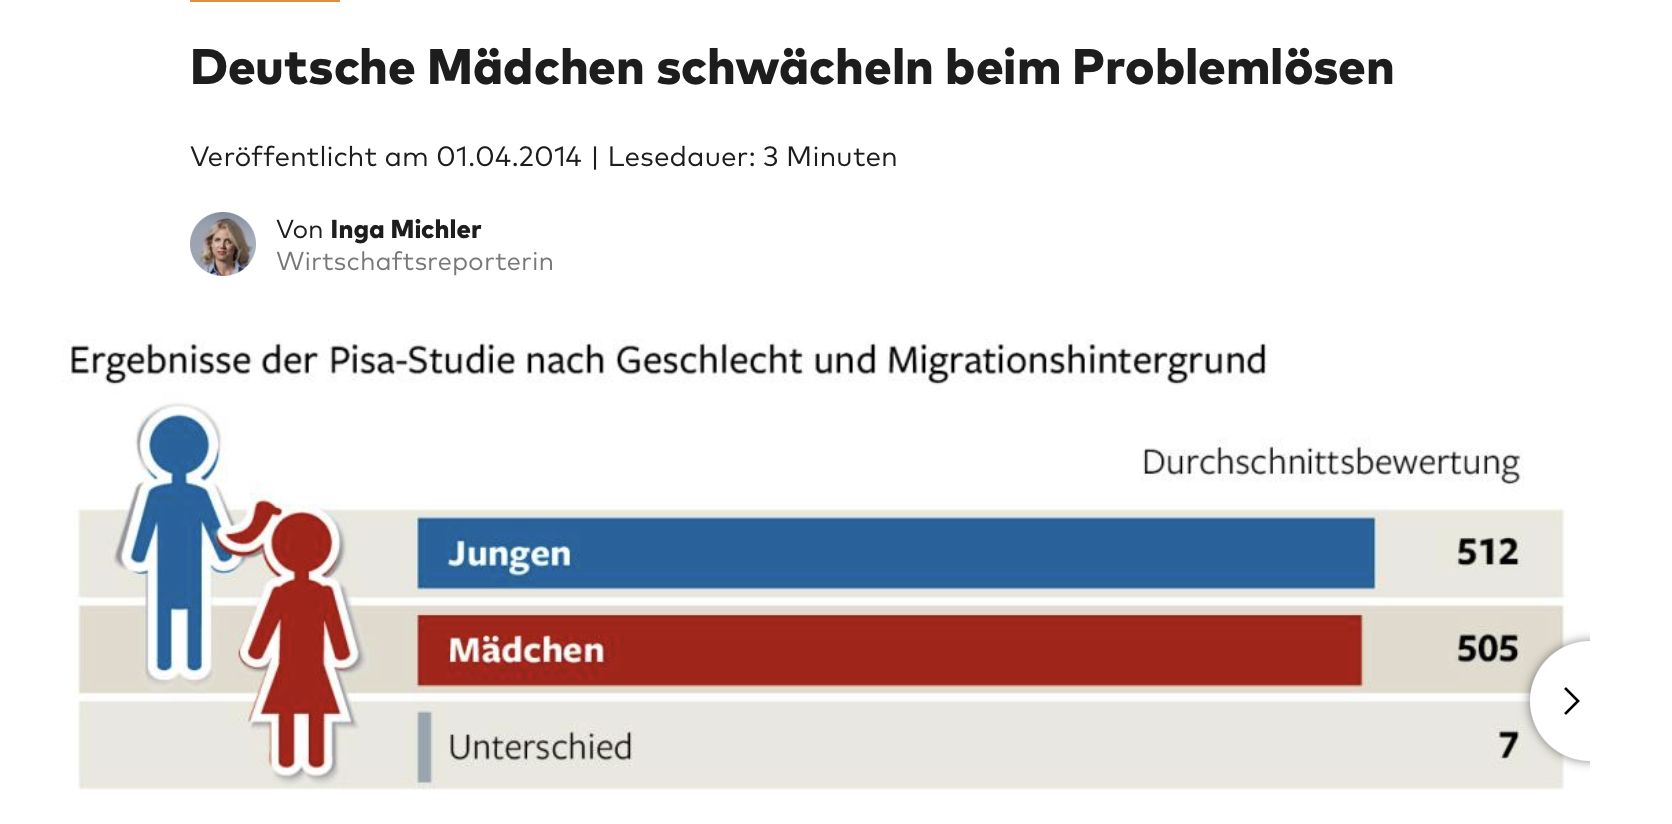 Deutsche Mädchen schwächeln beim Problemlösen
Veröffentlicht am 01.04.2014 | Lesedauer: 3 Minuten
Von Inga Michler
Wirtschaftsreporterin
Ergebnisse der Pisa-Studie nach Geschlecht und Migrationshintergrund
Durchschnittsbewertung
Jungen 512
Mädchen 505
Unterschied 7